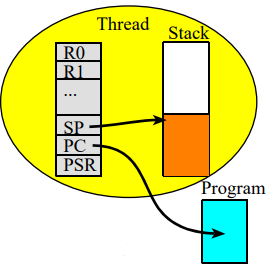 Thread
Stack
R0
R1
...
SP
PC
PSR
Program